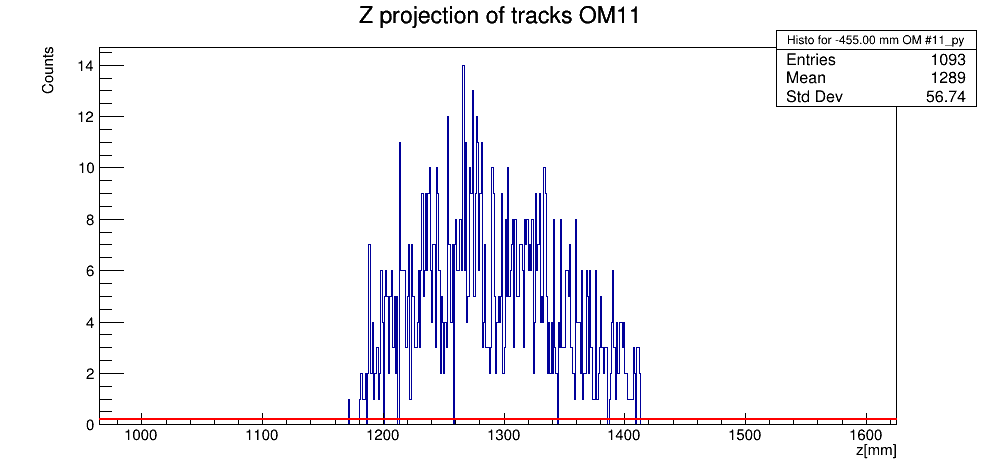 Z projection of tracks OM11
Histo for -455.00 mm OM #11_py
Entries 1093
Mean 1289
Std Dev 56.74
Counts
14
12
10
8
6
4
2
0
1000 1100 1200 1300 1400 1500 1600
z[mm]